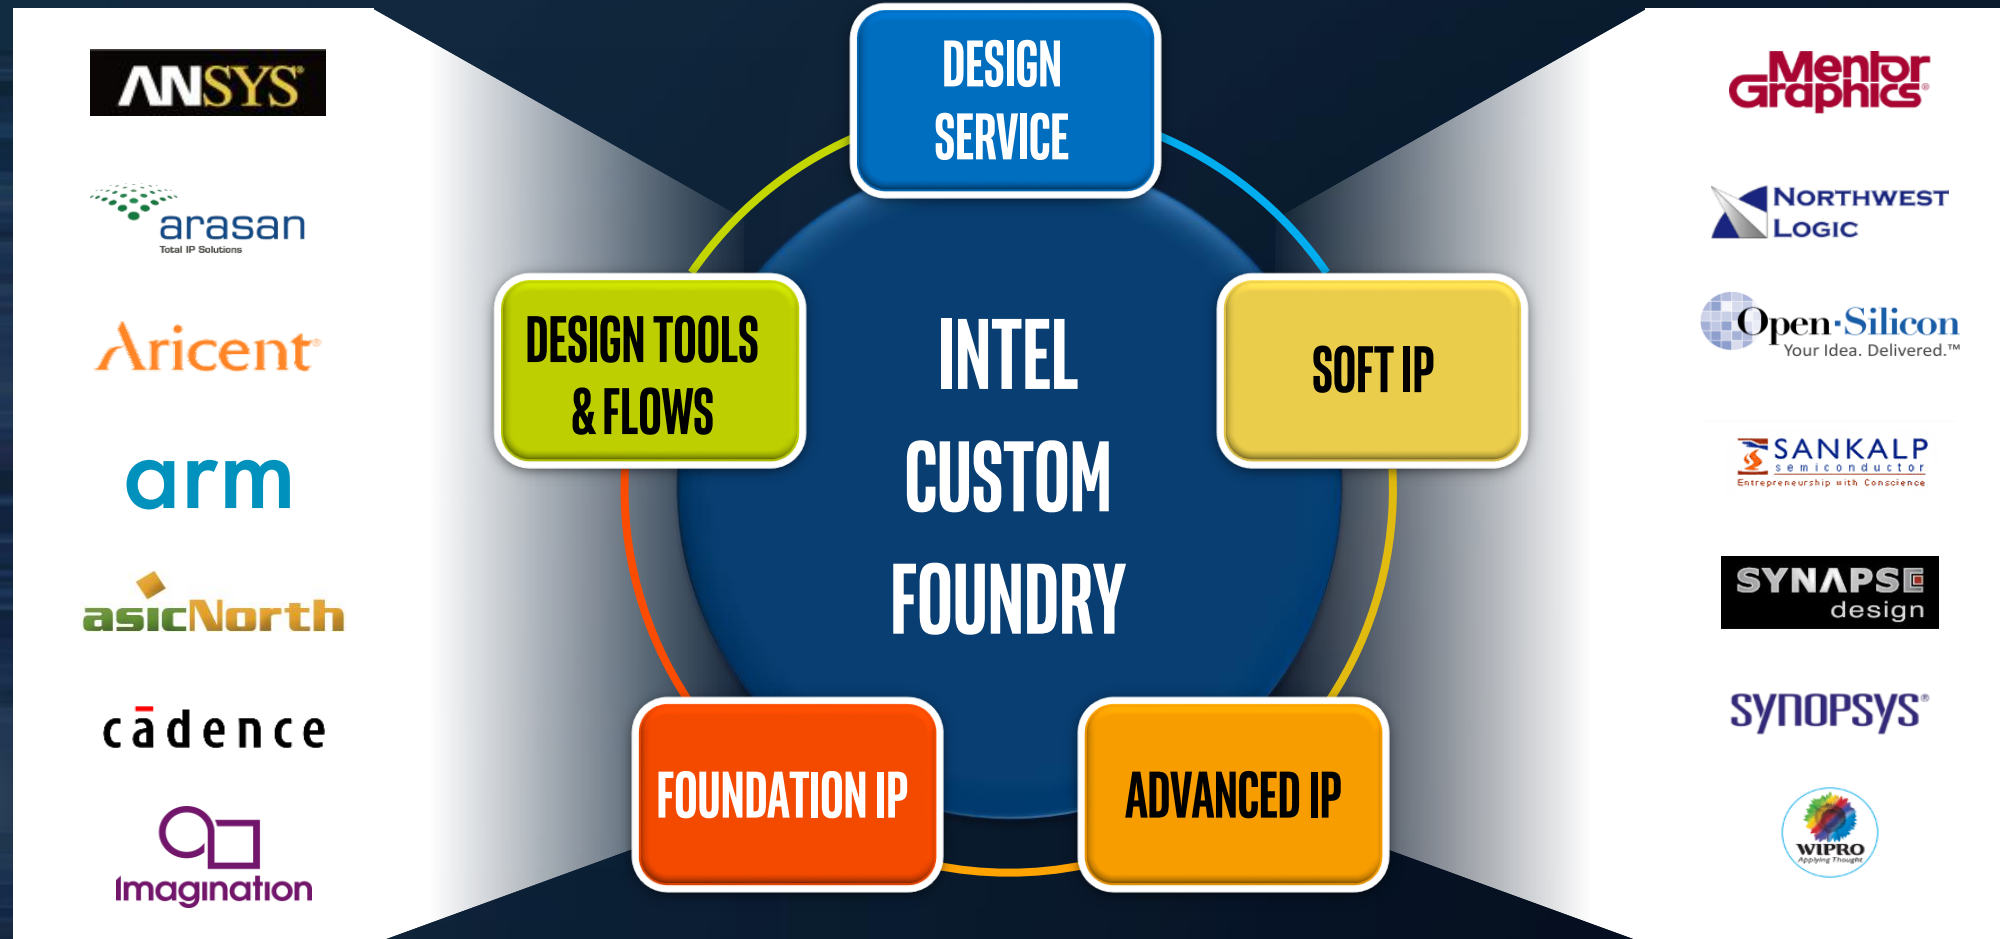 ANSYS®
arasan
Total IP Solutions
Aricent®
arm
asicNorth
cādence
Imagination
DESIGN
SERVICE
DESIGN TOOLS
& FLOWS
SOFT IP
INTEL
CUSTOM
FOUNDRY
FOUNDATION IP
ADVANCED IP
Mentor
Graphics®
NORTHWEST
LOGIC
Open·Silicon
Your Idea. Delivered.™
SANKALP
semiconductor
Entrepreneurship with Conscience
SYNAPSE
design
SYNOPSYS®
WIPRO
Applying Thought